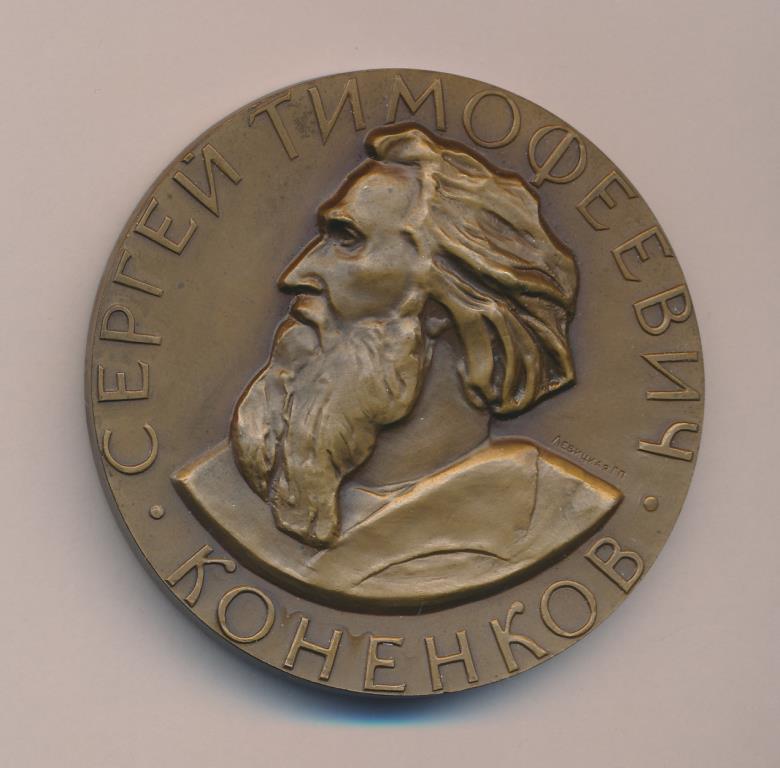 СЕРГЕЙ ТИМОФЕЕВИЧ
• КОНЕНКОВ •
ЛЕВИЦКАЯ Г П